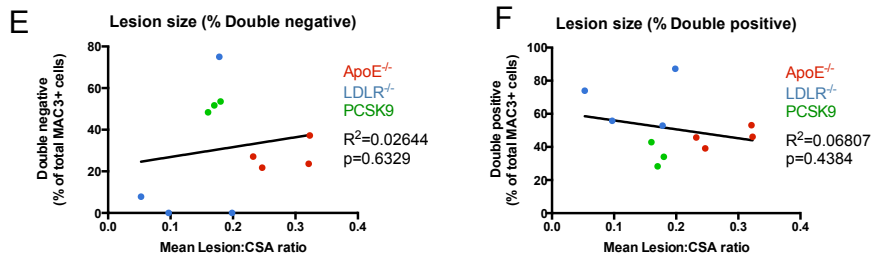 E
Lesion size (% Double negative)
Double negative
(% of total MAC3+ cells)
80
60
40
20
0
0.0
0.1
0.2
0.3
0.4
Mean Lesion:CSA ratio
ApoE-/-
LDLR-/-
PCSK9
R²=0.02644
p=0.6329
F
Lesion size (% Double positive)
Double positive
(% of total MAC3+ cells)
100
80
60
40
20
0
0.0
0.1
0.2
0.3
0.4
Mean Lesion:CSA ratio
ApoE-/-
LDLR-/-
PCSK9
R²=0.06807
p=0.4384